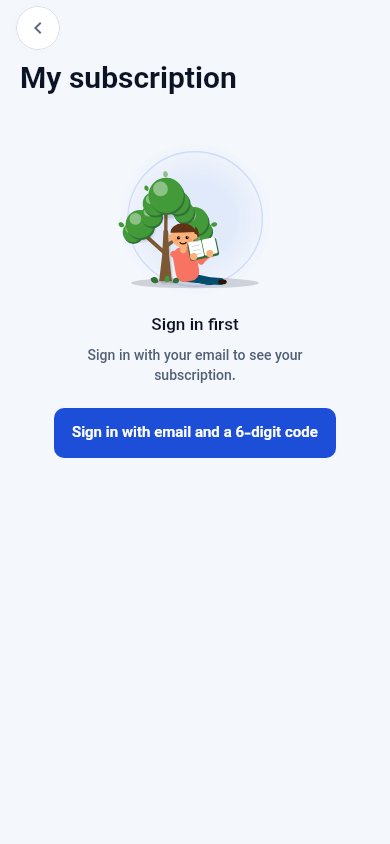 My subscription
Sign in first
Sign in with your email to see your
subscription.
Sign in with email and a 6-digit code